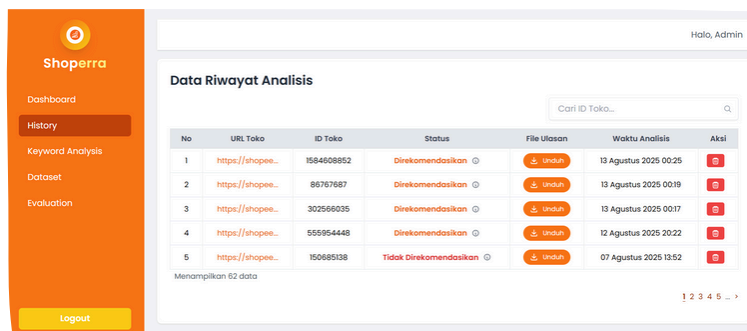 Halo, Admin
Shoperra
Dashboard
History
Keyword Analysis
Dataset
Evaluation
Logout
Data Riwayat Analisis
Cari ID Toko...
No URL Toko ID Toko Status File Ulasan Waktu Analisis Aksi
1 https://shopee... 1584608852 Direkomendasikan Unduh 13 Agustus 2025 00:25
2 https://shopee... 86767687 Direkomendasikan Unduh 13 Agustus 2025 00:19
3 https://shopee... 302566035 Direkomendasikan Unduh 13 Agustus 2025 00:17
4 https://shopee... 555954448 Direkomendasikan Unduh 12 Agustus 2025 20:22
5 https://shopee... 150685138 Tidak Direkomendasikan Unduh 07 Agustus 2025 13:52
Menampilkan 62 data
1 2 3 4 5 ... >